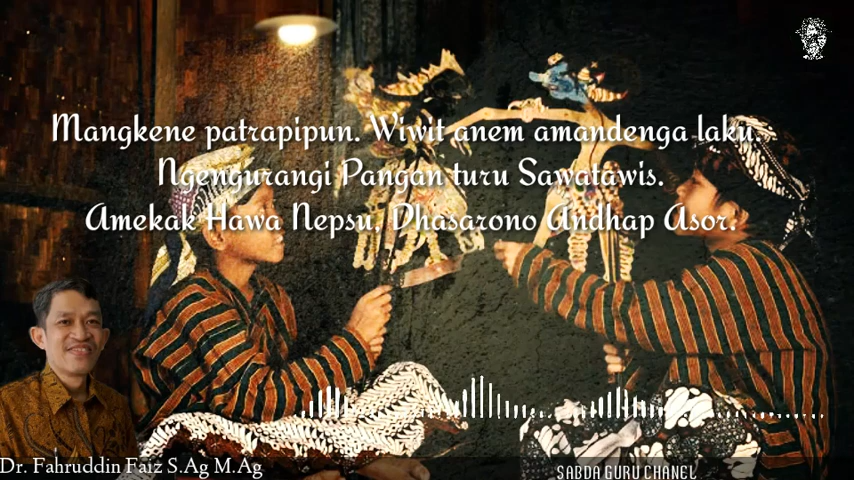 Mangkene patrapipun. Wiwit anem amandenga laku.
Ngengurangi Pangan turu Sawatawis.
Amekak Hawa Nepsu, Dhasarono Andhap Asor.
Dr. Fahruddin Faiz S.Ag M.Ag
SABDA GURU CHANEL